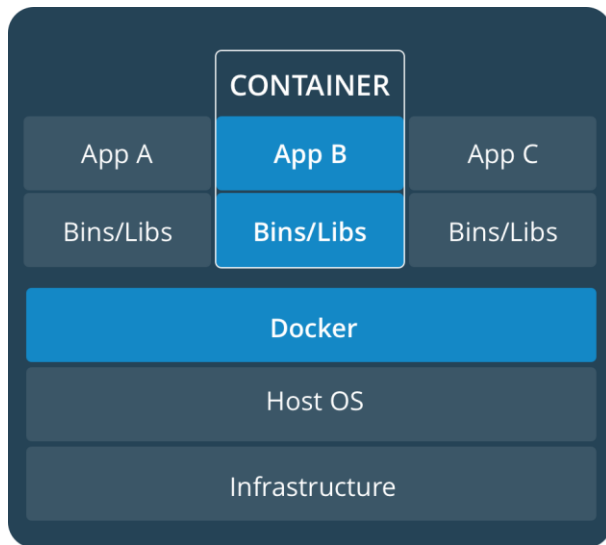 CONTAINER
App A
App B
App C
Bins/Libs
Bins/Libs
Bins/Libs
Docker
Host OS
Infrastructure